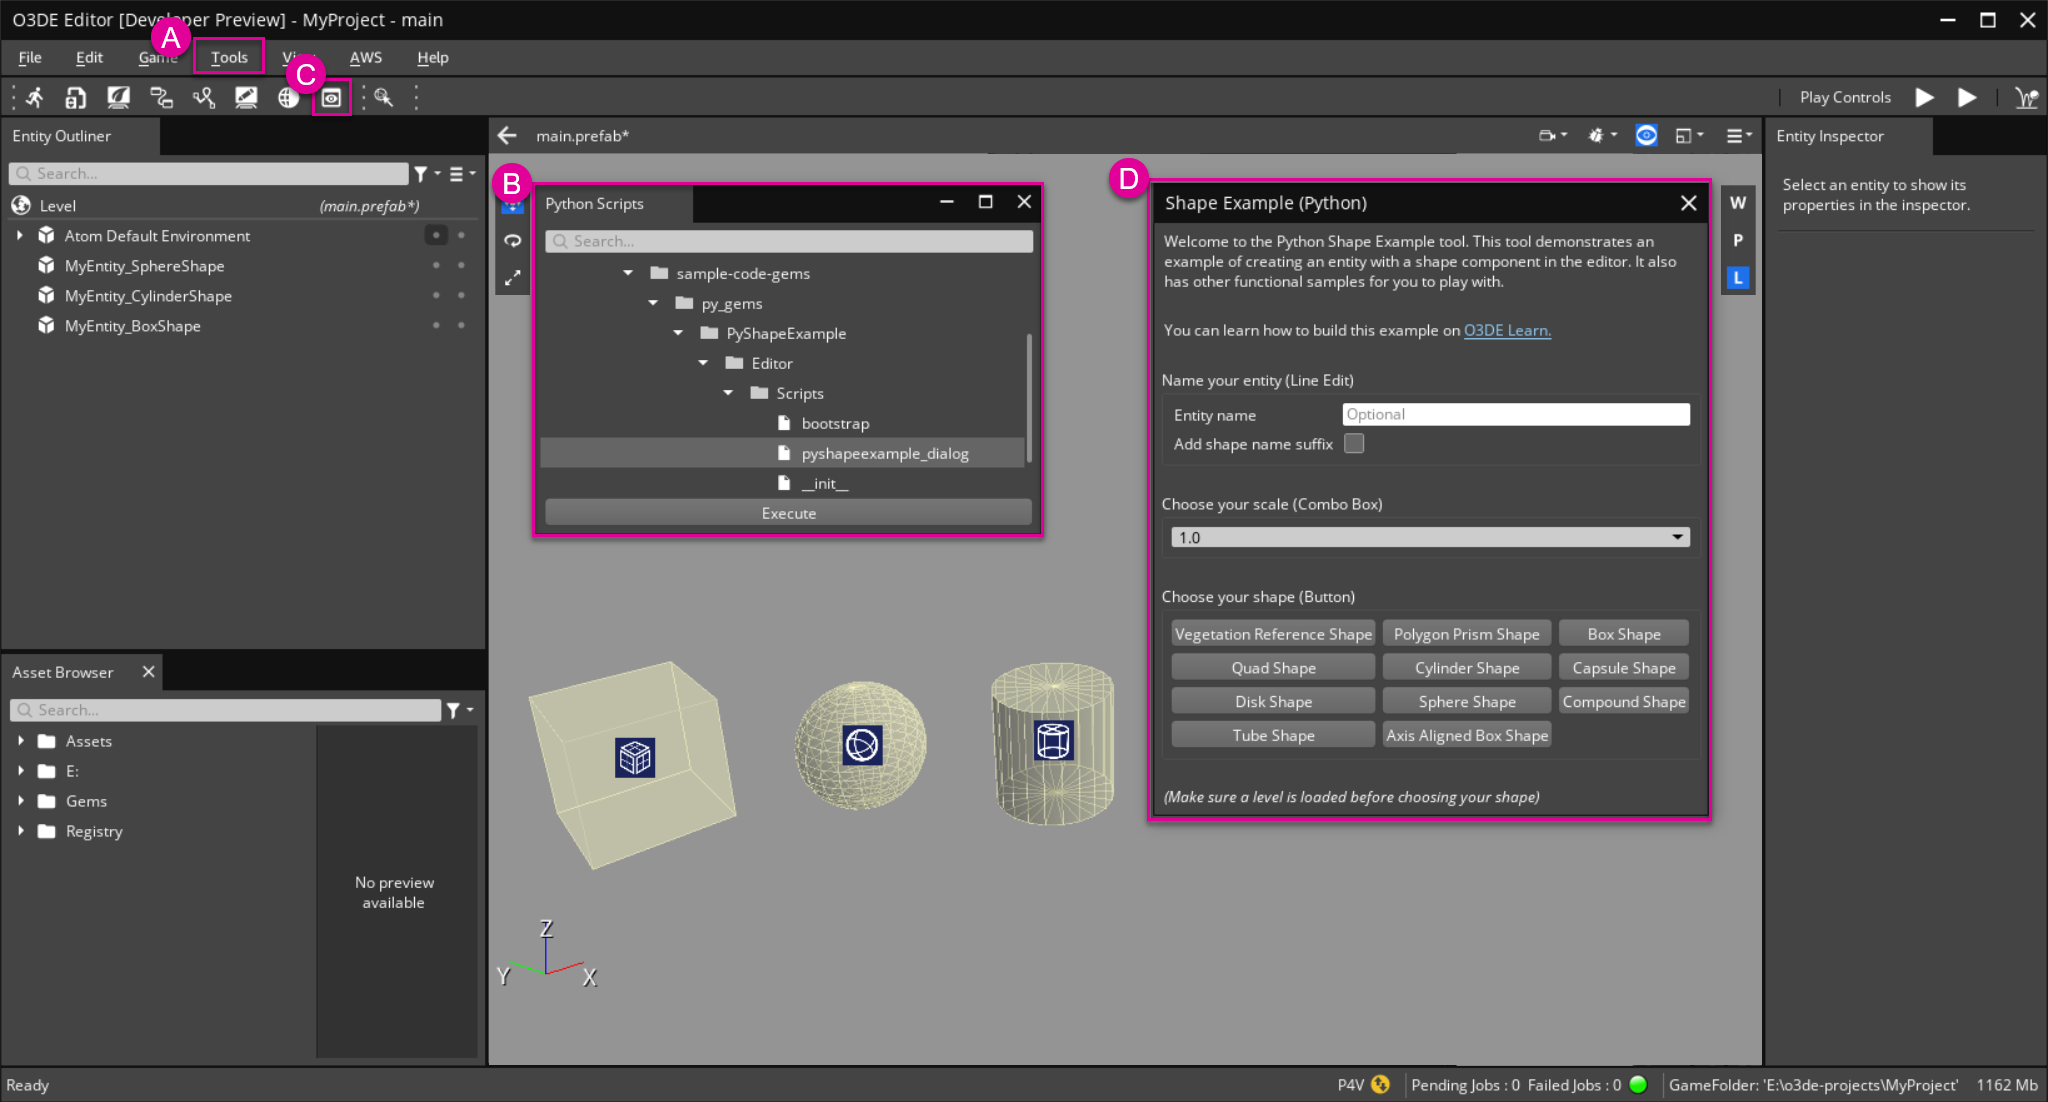 O3DE Editor [Developer Preview] - MyProject - main
A
File Edit Game Tools AWS Help
C
Play Controls
Entity Outliner
Search...
Level (main.prefab*)
Atom Default Environment
MyEntity_SphereShape
MyEntity_CylinderShape
MyEntity_BoxShape
Asset Browser
Search...
Assets
E:
Gems
Registry
No preview
available
main.prefab*
B
Python Scripts
Search...
sample-code-gems
py_gems
PyShapeExample
Editor
Scripts
bootstrap
pyshapeexample_dialog
__init__
Execute
Z
Y
X
D
Shape Example (Python)
Welcome to the Python Shape Example tool. This tool demonstrates an
example of creating an entity with a shape component in the editor. It also
has other functional samples for you to play with.
You can learn how to build this example on O3DE Learn.
Name your entity (Line Edit)
Entity name Optional
Add shape name suffix
Choose your scale (Combo Box)
1.0
Choose your shape (Button)
Vegetation Reference Shape Polygon Prism Shape Box Shape
Quad Shape Cylinder Shape Capsule Shape
Disk Shape Sphere Shape Compound Shape
Tube Shape Axis Aligned Box Shape
(Make sure a level is loaded before choosing your shape)
W
P
L
Entity Inspector
Select an entity to show its
properties in the inspector.
Ready P4V Pending Jobs : 0 Failed Jobs : 0 GameFolder: 'E:\o3de-projects\MyProject' 1162 Mb